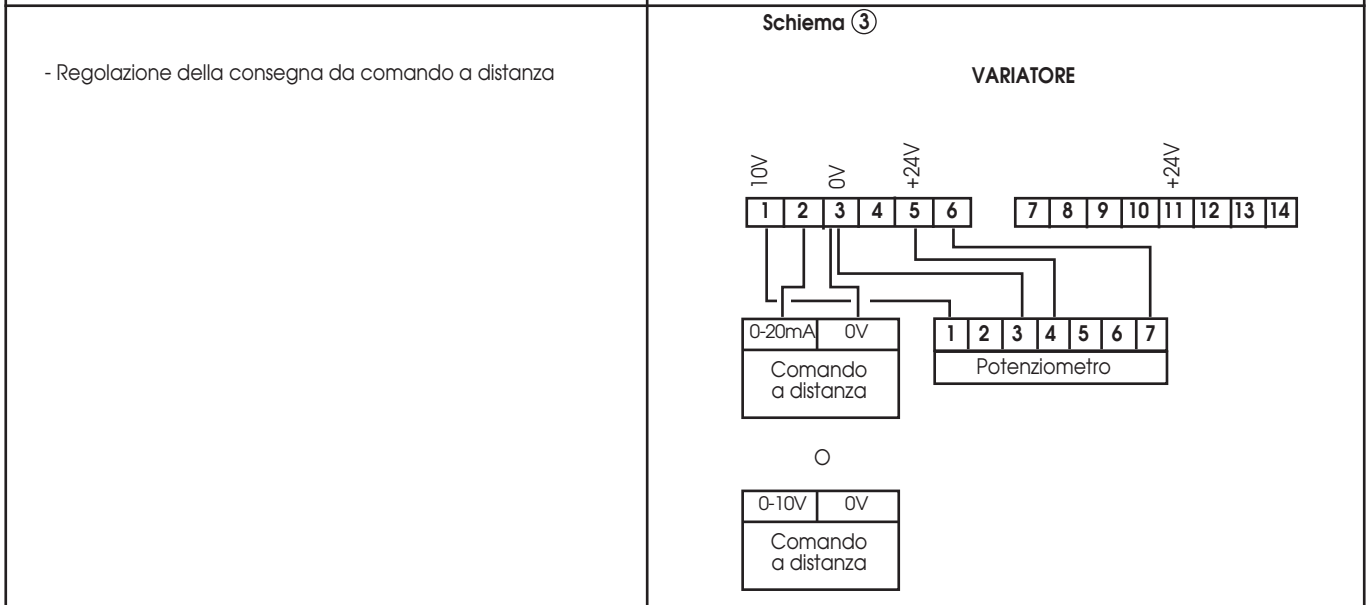 Schiema ③
- Regolazione della consegna da comando a distanza
VARIATORE
10V 0V +24V +24V
1 2 3 4 5 6 7 8 9 10 11 12 13 14
0-20mA 0V 1 2 3 4 5 6 7
Comando Potenziometro
a distanza
O
0-10V 0V
Comando
a distanza